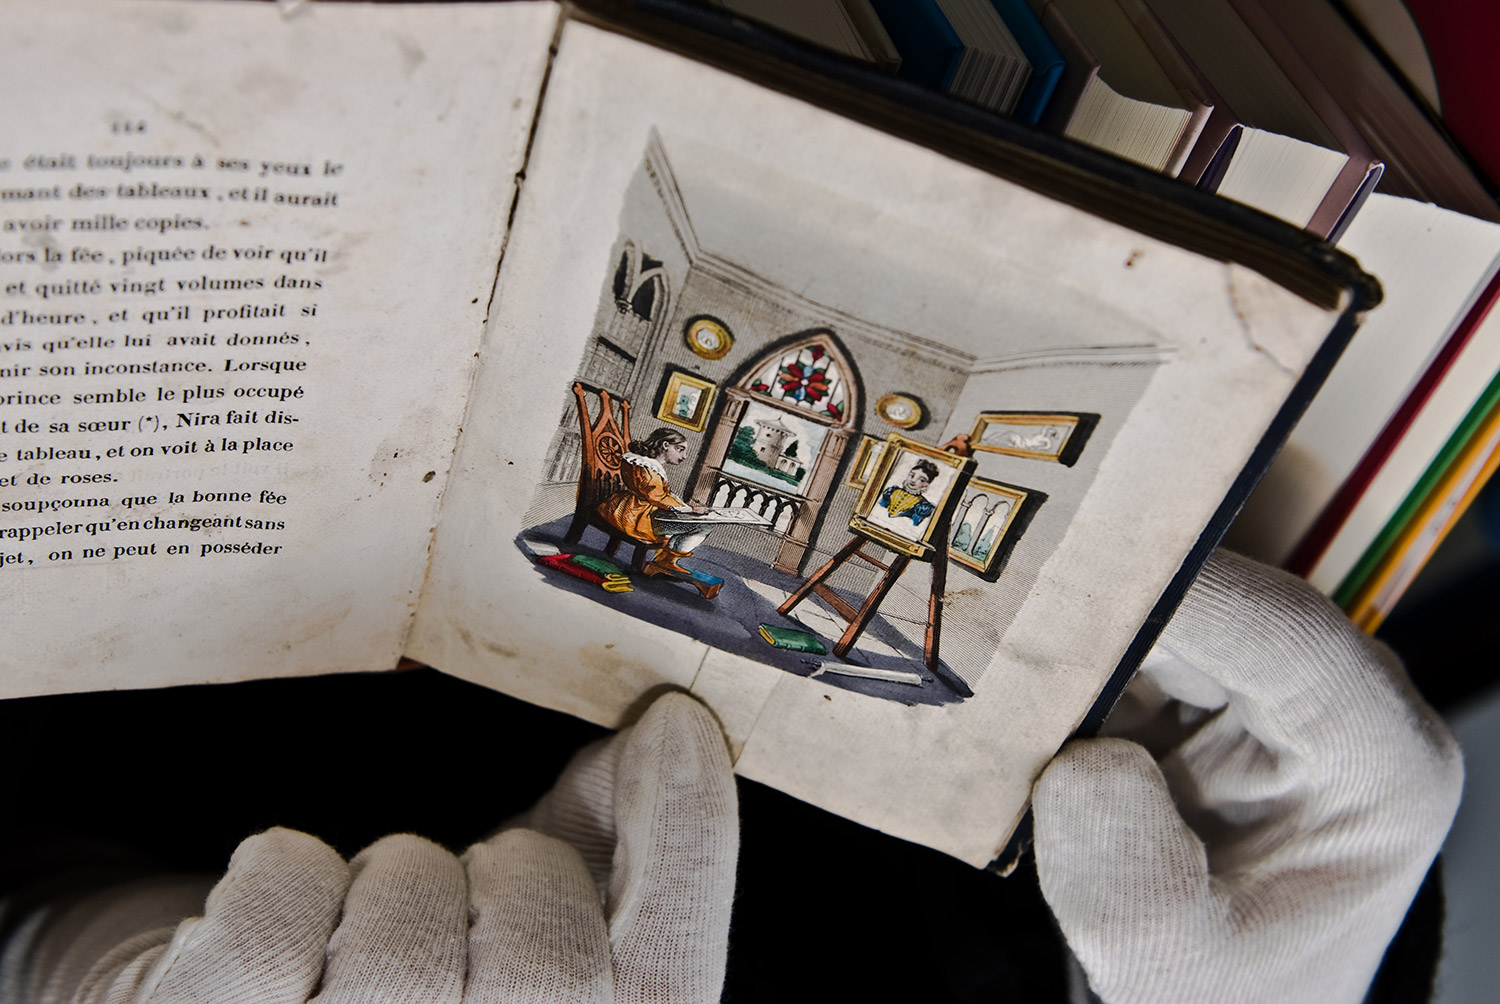 114
était toujours à ses yeux le
mant des tableaux, et il aurait
avoir mille copies.
ors la fée, piquée de voir qu'il
et quitté vingt volumes dans
d'heure, et qu'il profitait si
vis qu'elle lui avait donnés,
nir son inconstance. Lorsque
prince semble le plus occupé
t de sa sœur (*), Nira fait dis-
e tableau, et on voit à la place
et de roses.
soupçonna que la bonne fée
rappeler qu'en changeant sans
jet, on ne peut en posséder